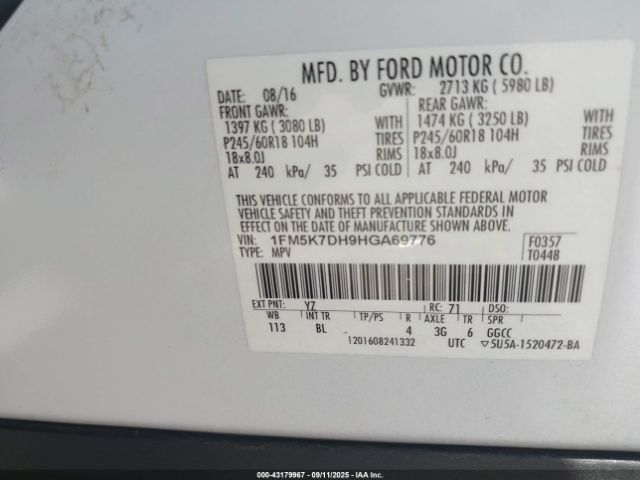 MFD. BY FORD MOTOR CO.
DATE: 08/16 GVWR: 2713 KG ( 5980 LB)
FRONT GAWR: REAR GAWR:
1397 KG ( 3080 LB) WITH 1474 KG ( 3250 LB) WITH
P245/60R18 104H TIRES P245/60R18 104H TIRES
18x8.0J RIMS 18x8.0J RIMS
AT 240 kPa/ 35 PSI COLD AT 240 kPa/ 35 PSI COLD
THIS VEHICLE CONFORMS TO ALL APPLICABLE FEDERAL MOTOR
VEHICLE SAFETY AND THEFT PREVENTION STANDARDS IN
EFFECT ON THE DATE OF MANUFACTURE SHOWN ABOVE.
VIN: 1FM5K7DH9HGA69776 F0357
TYPE: MPV T0448
EXT PNT: YZ RC: 71 DSO:
WB INT TR TP/PS R AXLE TR SPR
113 BL 4 3G 6 GGCC
1201608241332 UTC ▽5U5A-1520472-BA
000-43179967 - 09/11/2025 - IAAI.COM